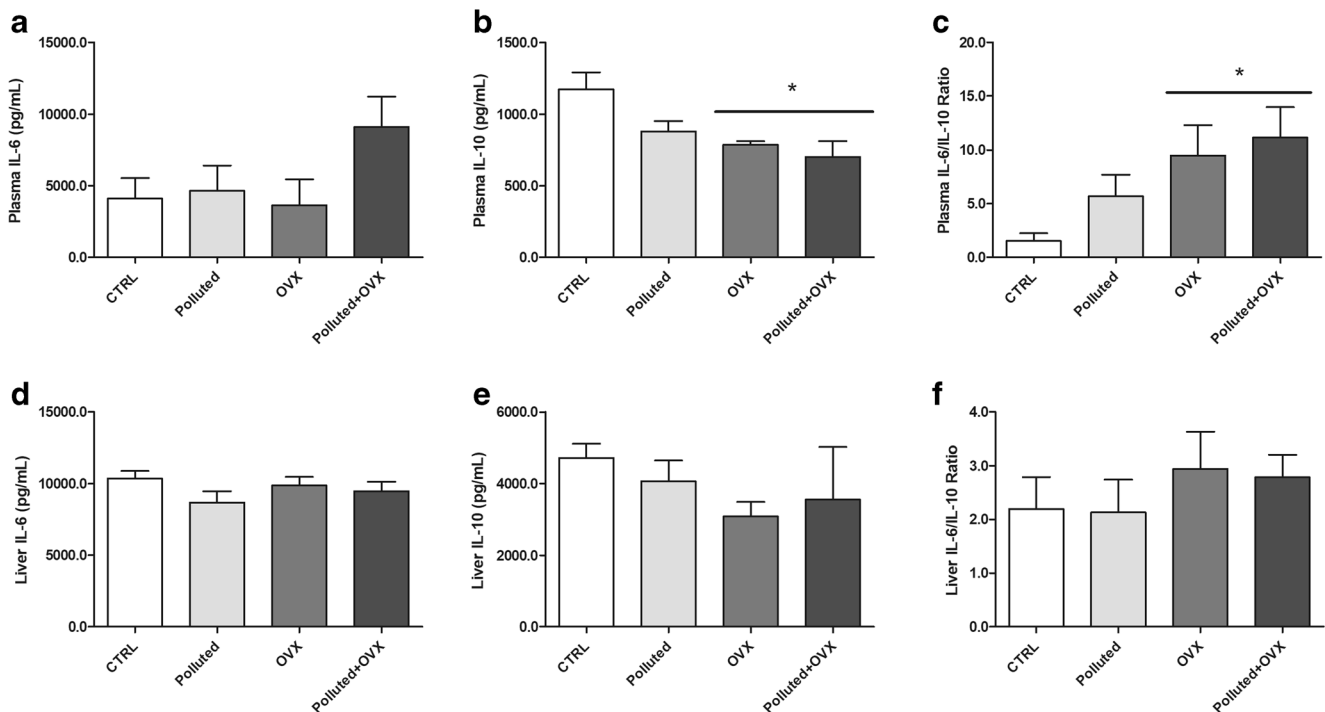 a
Plasma IL-6 (pg/mL)
15000.0
10000.0
5000.0
0.0
CTRL
Polluted
OVX
Polluted+OVX
b
Plasma IL-10 (pg/mL)
1500.0
1000.0
500.0
0.0
*
CTRL
Polluted
OVX
Polluted+OVX
c
Plasma IL-6/IL-10 Ratio
20.0
15.0
10.0
5.0
0.0
*
CTRL
Polluted
OVX
Polluted+OVX
d
Liver IL-6 (pg/mL)
15000.0
10000.0
5000.0
0.0
CTRL
Polluted
OVX
Polluted+OVX
e
Liver IL-10 (pg/mL)
6000.0
4000.0
2000.0
0.0
CTRL
Polluted
OVX
Polluted+OVX
f
Liver IL-6/IL-10 Ratio
4.0
3.0
2.0
1.0
0.0
CTRL
Polluted
OVX
Polluted+OVX